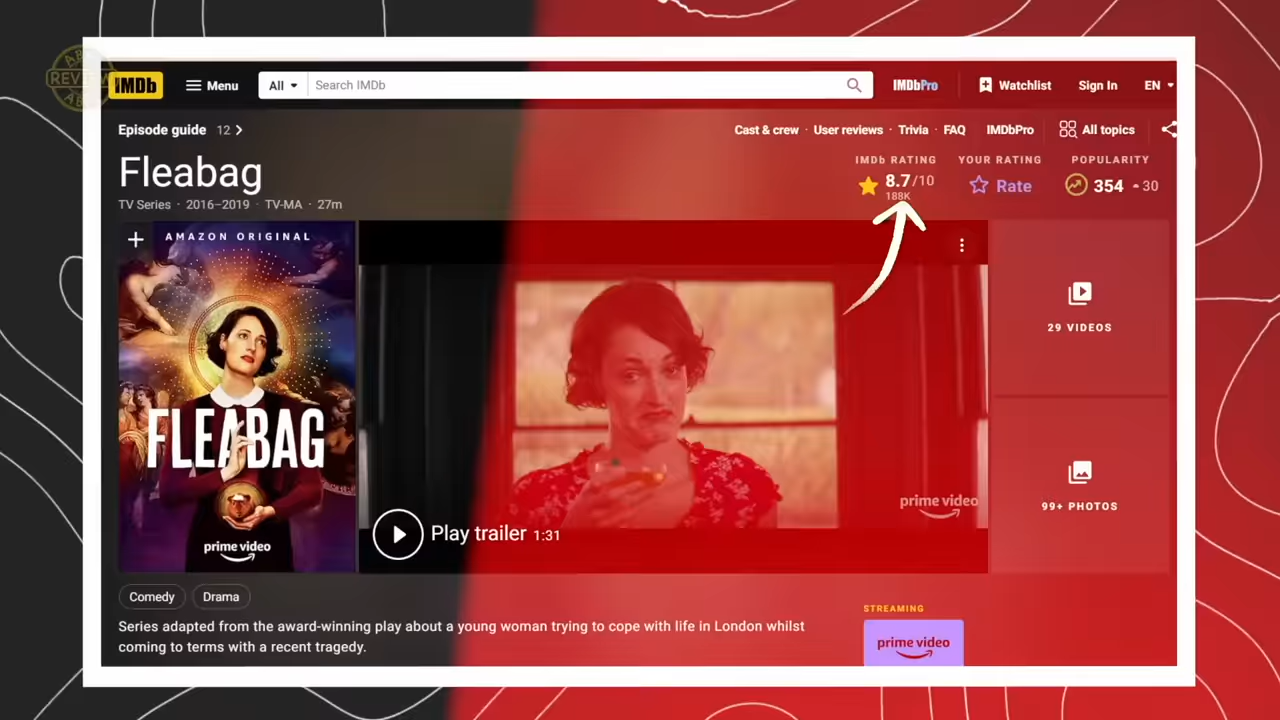 IMDb Menu All Search IMDb IMDbPro Watchlist Sign In EN
Episode guide 12 Cast & crew · User reviews · Trivia · FAQ IMDbPro All topics
Fleabag
IMDb RATING YOUR RATING POPULARITY
8.7/10 Rate 354 30
188K
TV Series · 2016–2019 · TV-MA · 27m
AMAZON ORIGINAL
FLEABAG
prime video
prime video
Play trailer 1:31
29 VIDEOS
99+ PHOTOS
Comedy Drama
STREAMING
prime video
Series adapted from the award-winning play about a young woman trying to cope with life in London whilst
coming to terms with a recent tragedy.